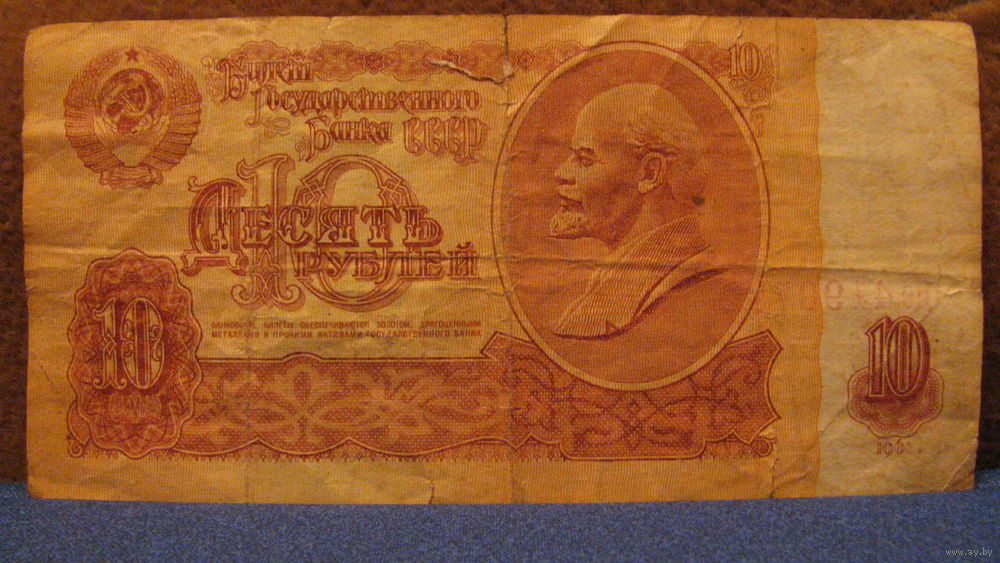 Билет
Государственного
Банка СССР
10
10
Десять
рублей
БАНКОВСКИЕ БИЛЕТЫ ОБЕСПЕЧИВАЮТСЯ ЗОЛОТОМ, ДРАГОЦЕННЫМИ
МЕТАЛЛАМИ И ПРОЧИМИ АКТИВАМИ ГОСУДАРСТВЕННОГО БАНКА
10
10
1961
www.ay.by